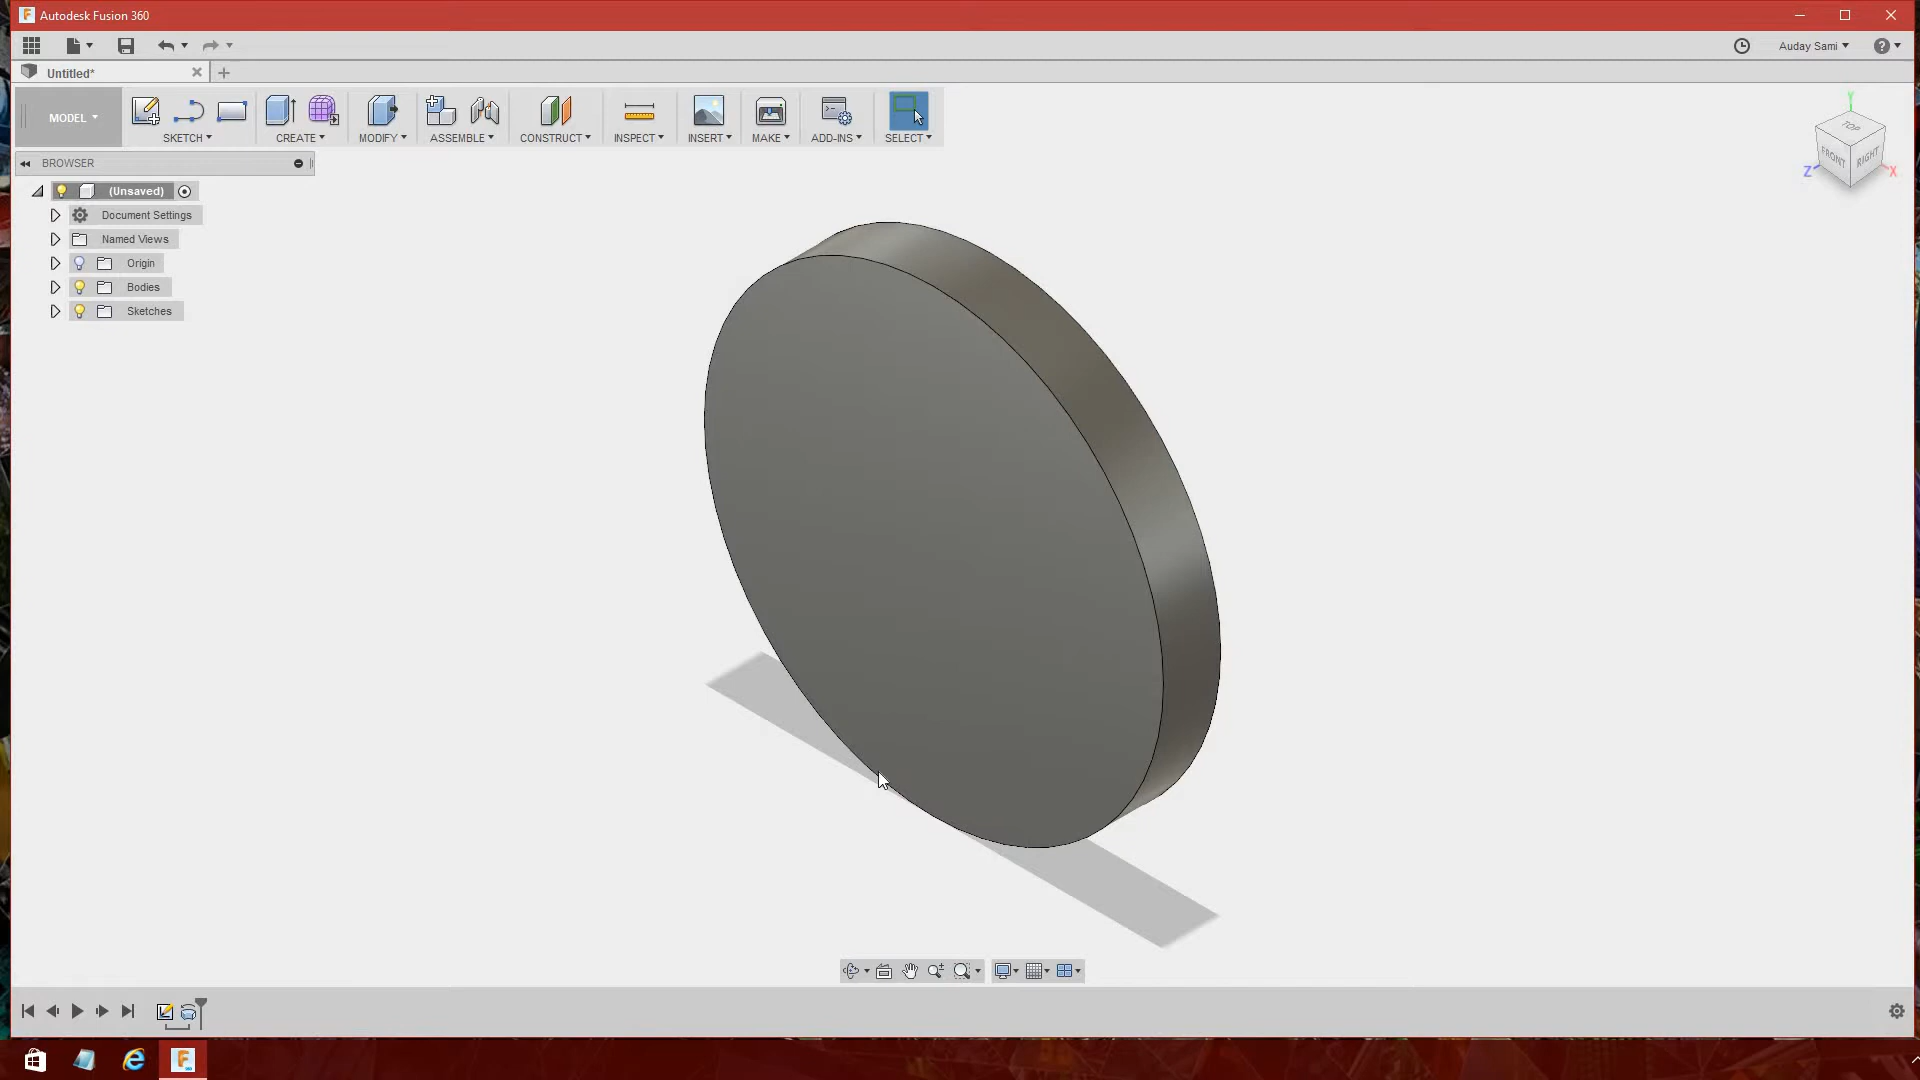 Autodesk Fusion 360
Auday Sami
Untitled*
MODEL
SKETCH
CREATE
MODIFY
ASSEMBLE
CONSTRUCT
INSPECT
INSERT
MAKE
ADD-INS
SELECT
BROWSER
(Unsaved)
Document Settings
Named Views
Origin
Bodies
Sketches
Y
TOP
FRONT
RIGHT
Z
X